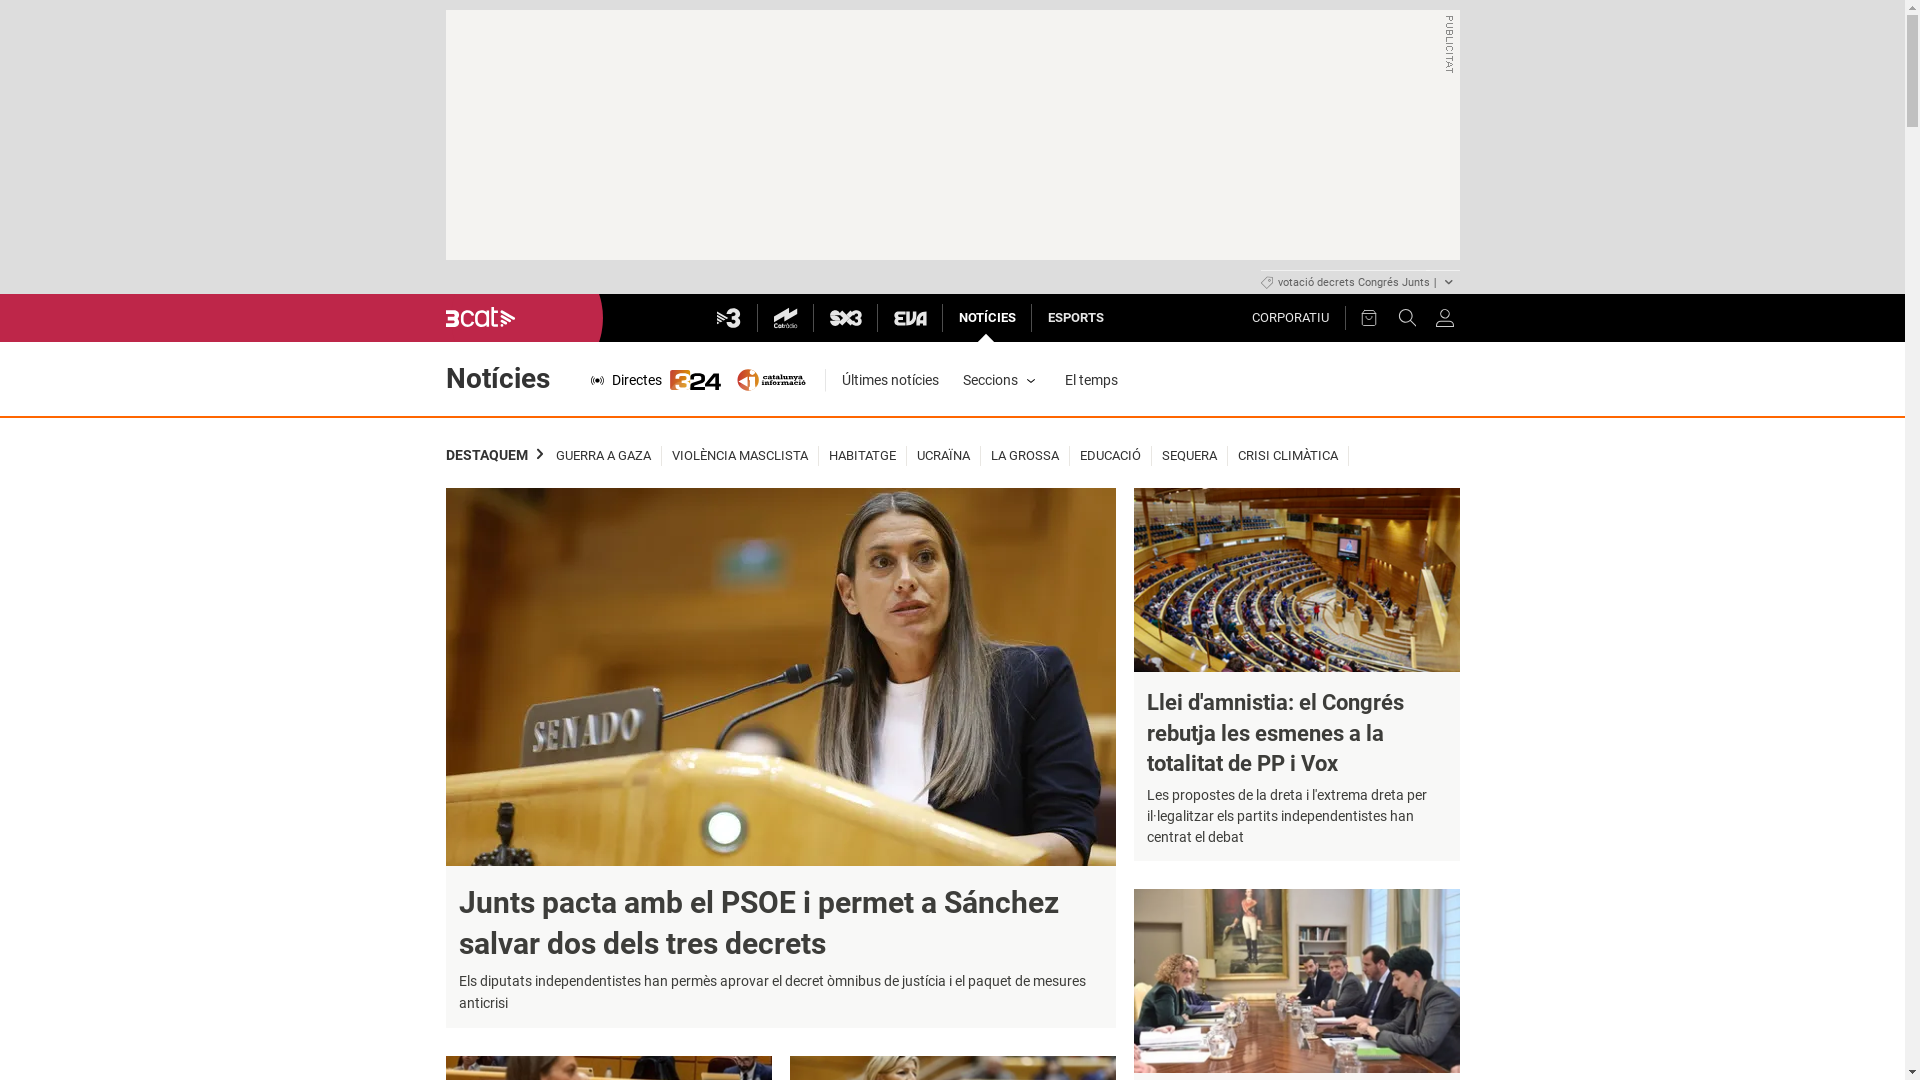 PUBLICITAT
votació decrets Congrés Junts |
3cat
3
Catràdio
SX3
EVA
NOTÍCIES
ESPORTS
CORPORATIU
Notícies
Directes
324
catalunya
informació
Últimes notícies
Seccions
El temps
DESTAQUEM
GUERRA A GAZA
VIOLÈNCIA MASCLISTA
HABITATGE
UCRAÏNA
LA GROSSA
EDUCACIÓ
SEQUERA
CRISI CLIMÀTICA
SENADO
Junts pacta amb el PSOE i permet a Sánchez
salvar dos dels tres decrets
Els diputats independentistes han permès aprovar el decret òmnibus de justícia i el paquet de mesures
anticrisi
Llei d'amnistia: el Congrés
rebutja les esmenes a la
totalitat de PP i Vox
Les propostes de la dreta i l'extrema dreta per
il·legalitzar els partits independentistes han
centrat el debat